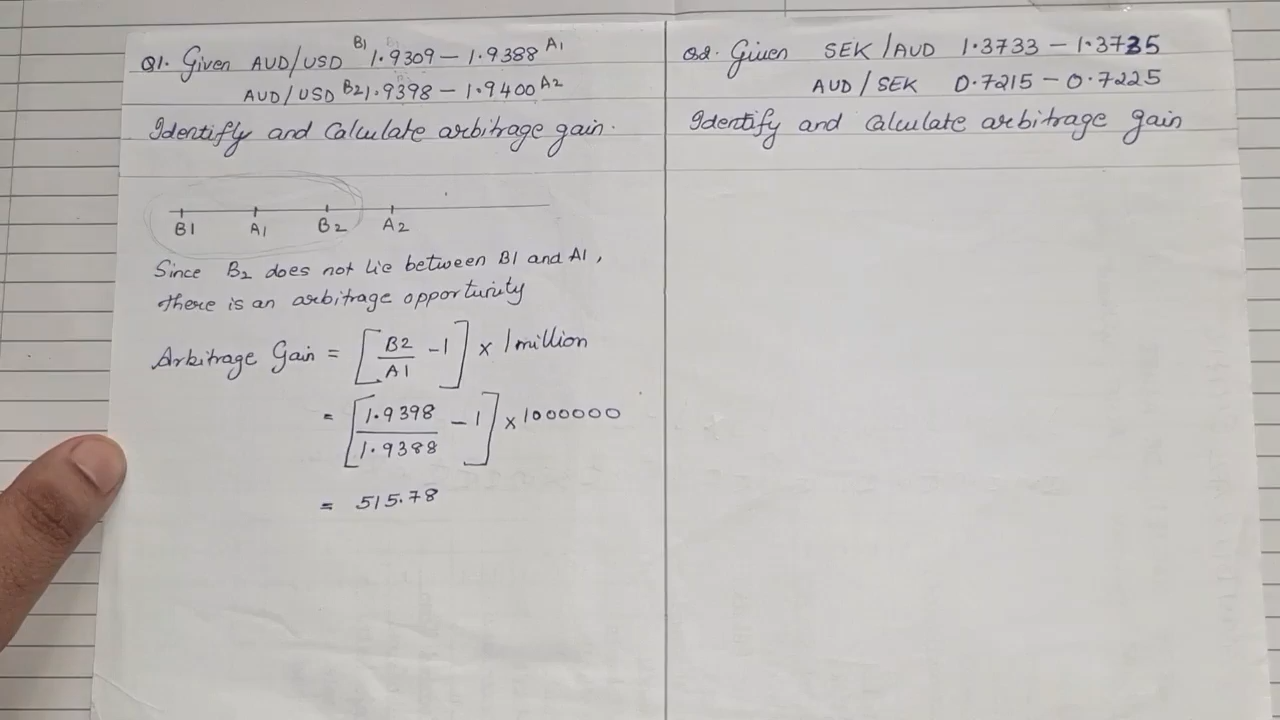 Q1. Given AUD/USD B1 1.9309 - 1.9388 A1
AUD/USD B2 1.9398 - 1.9400 A2
Identifly and Calculate arbitrage gain.
B1 A1 B2 A2
Since B2 does not lie between B1 and A1,
there is an arbitrage opportunity
Arbitrage Gain = [B2/A1 - 1] × 1 million
= [1.9398/1.9388 - 1] × 1000000
= 515.78
Q2. Given SEK/AUD 1.3733 - 1.3735
AUD/SEK 0.7215 - 0.7225
Identify and Calculate arbitrage gain